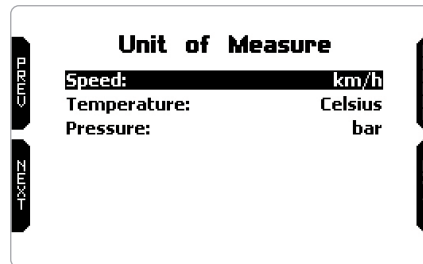 Unit of Measure
PREV
Speed: km/h
Temperature: Celsius
Pressure: bar
NEXT